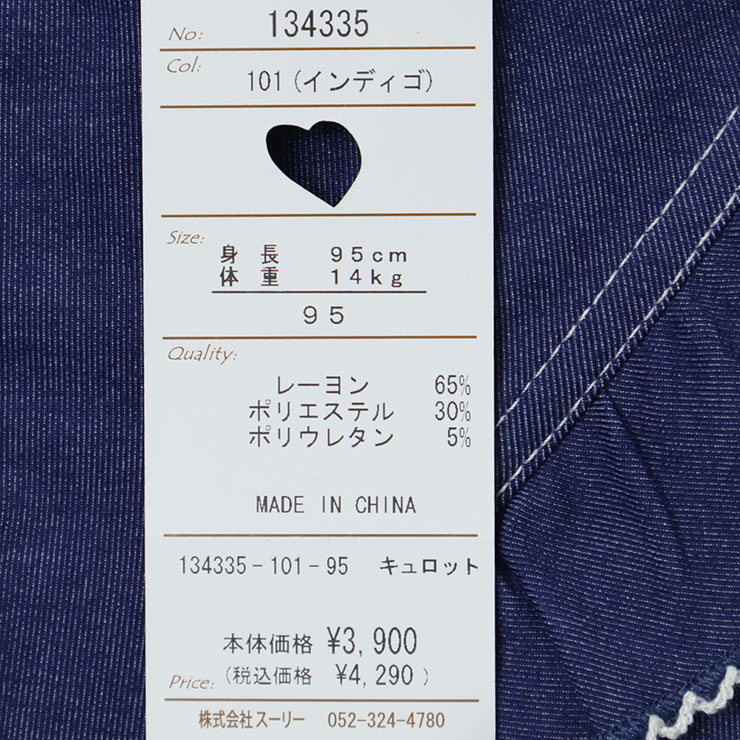 No: 134335
Col:
101(インディゴ)
Size:
身長 95cm
体重 14kg
95
Quality:
レーヨン 65%
ポリエステル 30%
ポリウレタン 5%
MADE IN CHINA
134335-101-95 キュロット
本体価格 ¥3,900
Price: (税込価格 ¥4,290)
株式会社スーリー 052-324-4780